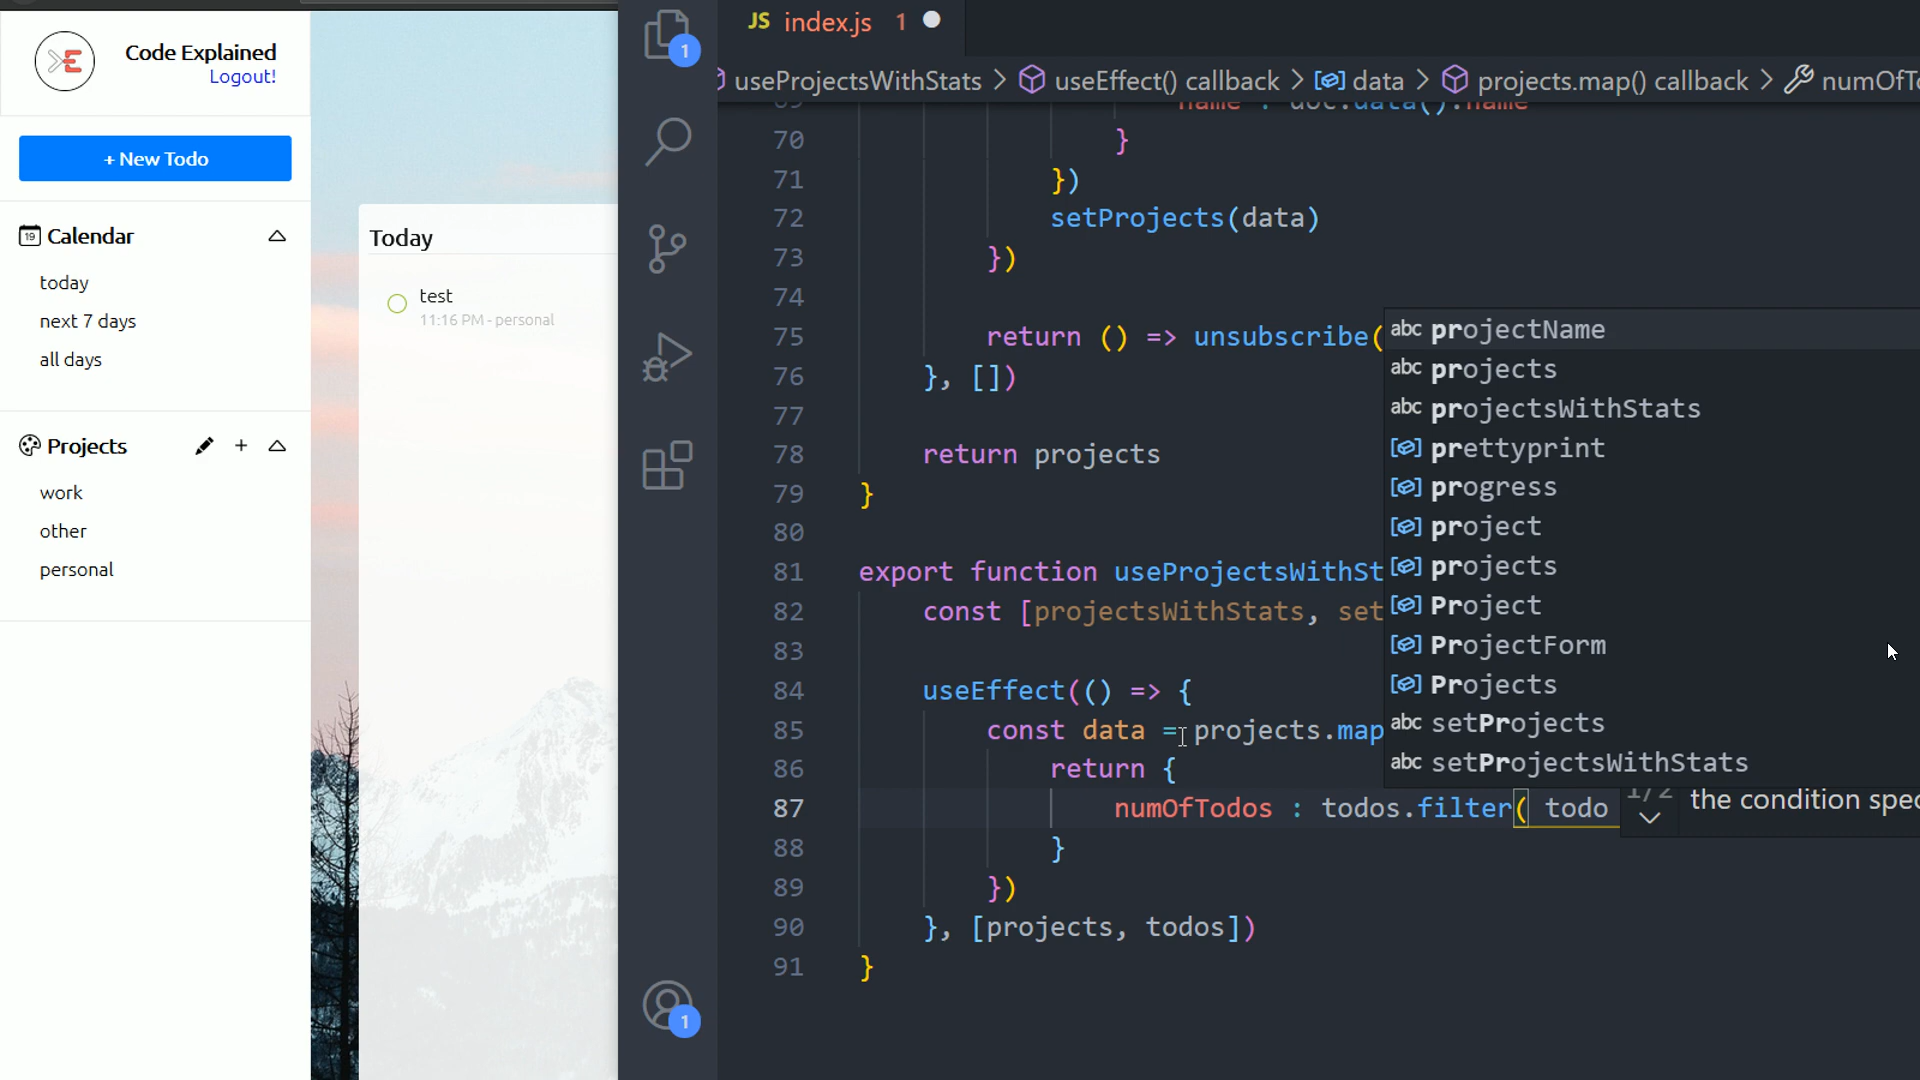 Code Explained
Logout!
+ New Todo
19 Calendar
today
next 7 days
all days
Projects
+
work
other
personal
Today
test
11:16 PM - personal
1
1
JS index.js 1
useProjectsWithStats > useEffect() callback > data > projects.map() callback > numOfTo
69 name : doc.data().name
70 }
71 })
72 setProjects(data)
73 })
74
75 return () => unsubscribe(
76 }, [])
77
78 return projects
79 }
80
81 export function useProjectsWithSt
82 const [projectsWithStats, set
83
84 useEffect(() => {
85 const data = projects.map
86 return {
87 numOfTodos : todos.filter( todo
88 }
89 })
90 }, [projects, todos])
91 }
abc projectName
abc projects
abc projectsWithStats
prettyprint
progress
project
projects
Project
ProjectForm
Projects
abc setProjects
abc setProjectsWithStats
1/2
the condition spec